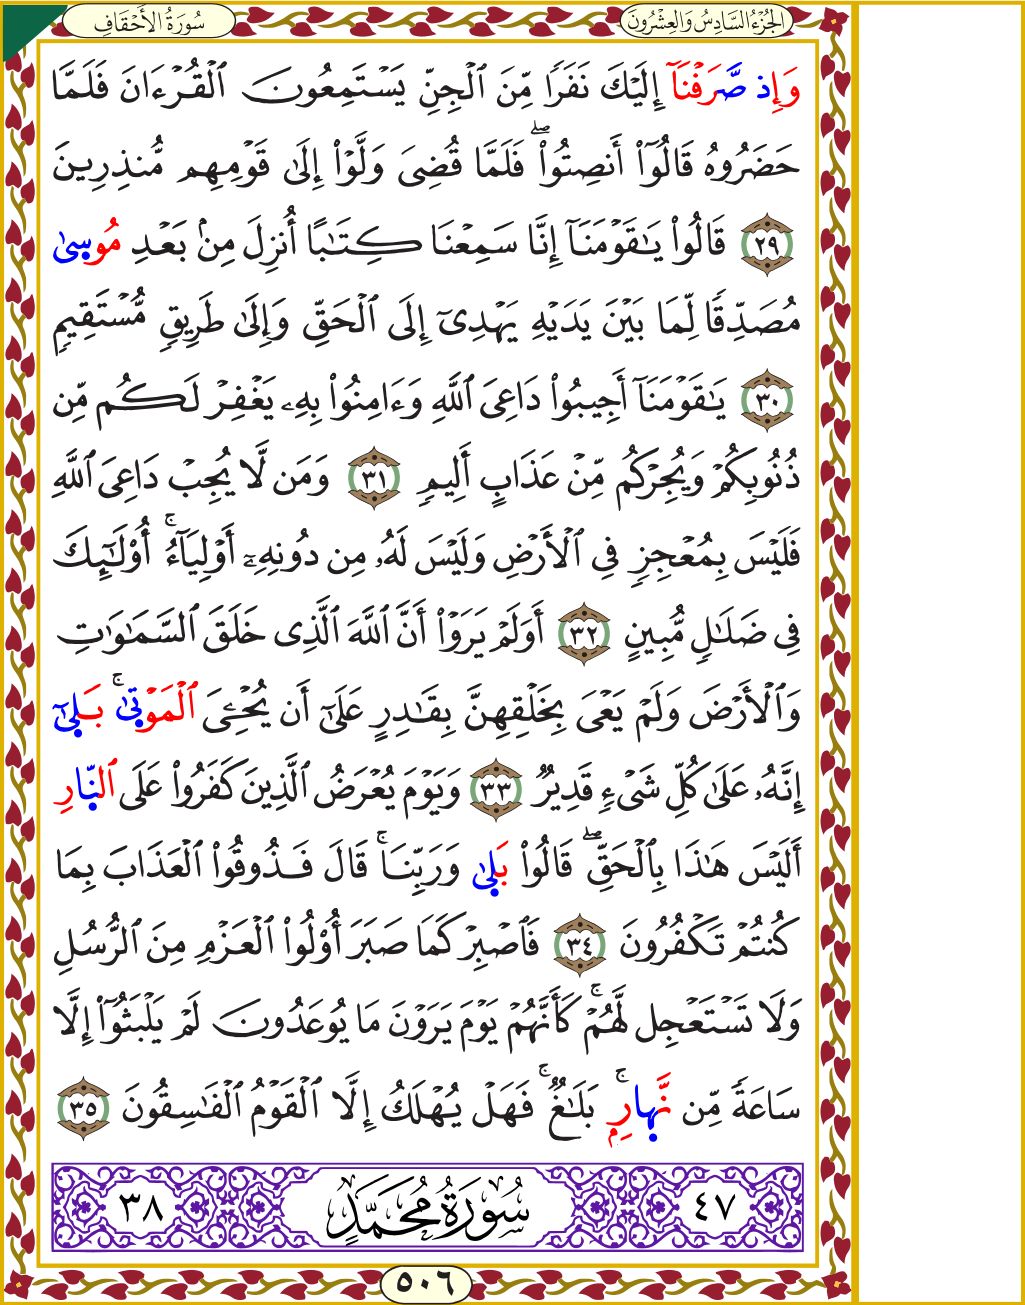 الجُزْءُ السَّادِسُ وَالعِشْرُونَ
سُورَةُ الأَحْقَافِ
وَإِذ صَّرَفْنَآ إِلَيْكَ نَفَرًا مِّنَ ٱلْجِنِّ يَسْتَمِعُونَ ٱلْقُرْءَانَ فَلَمَّا
حَضَرُوهُ قَالُوٓاْ أَنصِتُواْۖ فَلَمَّا قُضِىَ وَلَّوْاْ إِلَىٰ قَوْمِهِم مُّنذِرِينَ
٢٩ قَالُواْ يَٰقَوْمَنَآ إِنَّا سَمِعْنَا كِتَٰبًا أُنزِلَ مِنۢ بَعْدِ مُوسِىٰ
مُصَدِّقًا لِّمَا بَيْنَ يَدَيْهِ يَهْدِىٓ إِلَى ٱلْحَقِّ وَإِلَىٰ طَرِيقٍ مُّسْتَقِيمٍ
٣٠ يَٰقَوْمَنَآ أَجِيبُواْ دَاعِىَ ٱللَّهِ وَءَامِنُواْ بِهِۦ يَغْفِرْ لَكُم مِّن
ذُنُوبِكُمْ وَيُجِرْكُم مِّنْ عَذَابٍ أَلِيمٍ ٣١ وَمَن لَّا يُجِبْ دَاعِىَ ٱللَّهِ
فَلَيْسَ بِمُعْجِزٍ فِى ٱلْأَرْضِ وَلَيْسَ لَهُۥ مِن دُونِهِۦٓ أَوْلِيَآءُۚ أُوْلَٰٓئِكَ
فِى ضَلَٰلٍ مُّبِينٍ ٣٢ أَوَلَمْ يَرَوْاْ أَنَّ ٱللَّهَ ٱلَّذِى خَلَقَ ٱلسَّمَٰوَٰتِ
وَٱلْأَرْضَ وَلَمْ يَعْىَ بِخَلْقِهِنَّ بِقَٰدِرٍ عَلَىٰٓ أَن يُحْـِۧىَ ٱلْمَوْتِىٰۚ بَلِىٰٓ
إِنَّهُۥ عَلَىٰ كُلِّ شَىْءٍ قَدِيرٌ ٣٣ وَيَوْمَ يُعْرَضُ ٱلَّذِينَ كَفَرُواْ عَلَى ٱلنِّارِ
أَلَيْسَ هَٰذَا بِٱلْحَقِّۖ قَالُواْ بَلِىٰ وَرَبِّنَاۚ قَالَ فَذُوقُواْ ٱلْعَذَابَ بِمَا
كُنتُمْ تَكْفُرُونَ ٣٤ فَٱصْبِرْ كَمَا صَبَرَ أُوْلُواْ ٱلْعَزْمِ مِنَ ٱلرُّسُلِ
وَلَا تَسْتَعْجِل لَّهُمْۚ كَأَنَّهُمْ يَوْمَ يَرَوْنَ مَا يُوعَدُونَ لَمْ يَلْبَثُوٓاْ إِلَّا
سَاعَةً مِّن نَّهِارٍۚ بَلَٰغٌۚ فَهَلْ يُهْلَكُ إِلَّا ٱلْقَوْمُ ٱلْفَٰسِقُونَ ٣٥
٤٧ سُورَةُ مُحَمَّدٍ ٣٨
٥٠٦